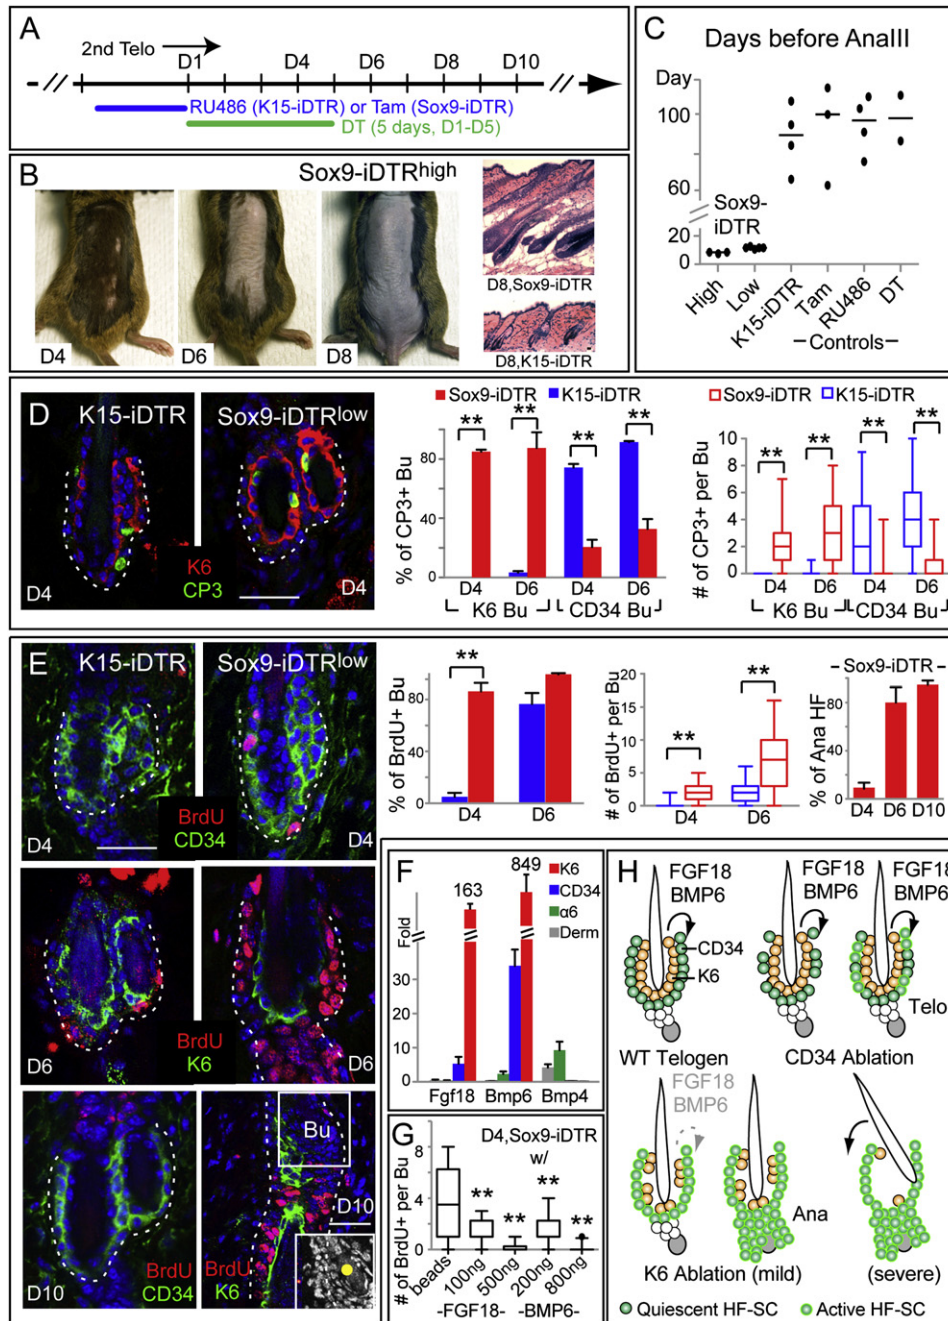 A
2nd Telo
D1
D4
D6
D8
D10
RU486 (K15-iDTR) or Tam (Sox9-iDTR)
DT (5 days, D1-D5)
B
Sox9-iDTRhigh
D4
D6
D8
D8,Sox9-iDTR
D8,K15-iDTR
C
Days before AnaIII
Day
100
60
20
0
Sox9-
iDTR
High
Low
K15-iDTR
Tam
RU486
DT
–Controls–
D
K15-iDTR
Sox9-iDTRlow
K6
CP3
D4
D4
Sox9-iDTR
K15-iDTR
% of CP3+ Bu
80
40
0
**
**
**
**
D4
D6
D4
D6
K6 Bu
CD34 Bu
Sox9-iDTR
K15-iDTR
# of CP3+ per Bu
10
8
6
4
2
0
**
**
**
**
D4
D6
D4
D6
K6 Bu
CD34 Bu
E
K15-iDTR
Sox9-iDTRlow
BrdU
CD34
D4
D4
BrdU
K6
D6
D6
Bu
D10
BrdU
CD34
D10
BrdU
K6
% of BrdU+ Bu
80
40
0
**
D4
D6
# of BrdU+ per Bu
20
10
0
**
**
D4
D6
–Sox9-iDTR–
% of Ana HF
80
40
0
D4
D6
D10
F
Fold
163
849
K6
CD34
α6
Derm
30
10
0
Fgf18
Bmp6
Bmp4
G
D4,Sox9-iDTR
w/
# of BrdU+ per Bu
8
4
0
**
**
**
**
beads
100ng
500ng
200ng
800ng
-FGF18-
-BMP6-
H
FGF18
BMP6
FGF18
BMP6
FGF18
BMP6
CD34
K6
Telo
WT Telogen
CD34 Ablation
FGF18
BMP6
Ana
K6 Ablation (mild)
(severe)
Quiescent HF-SC
Active HF-SC